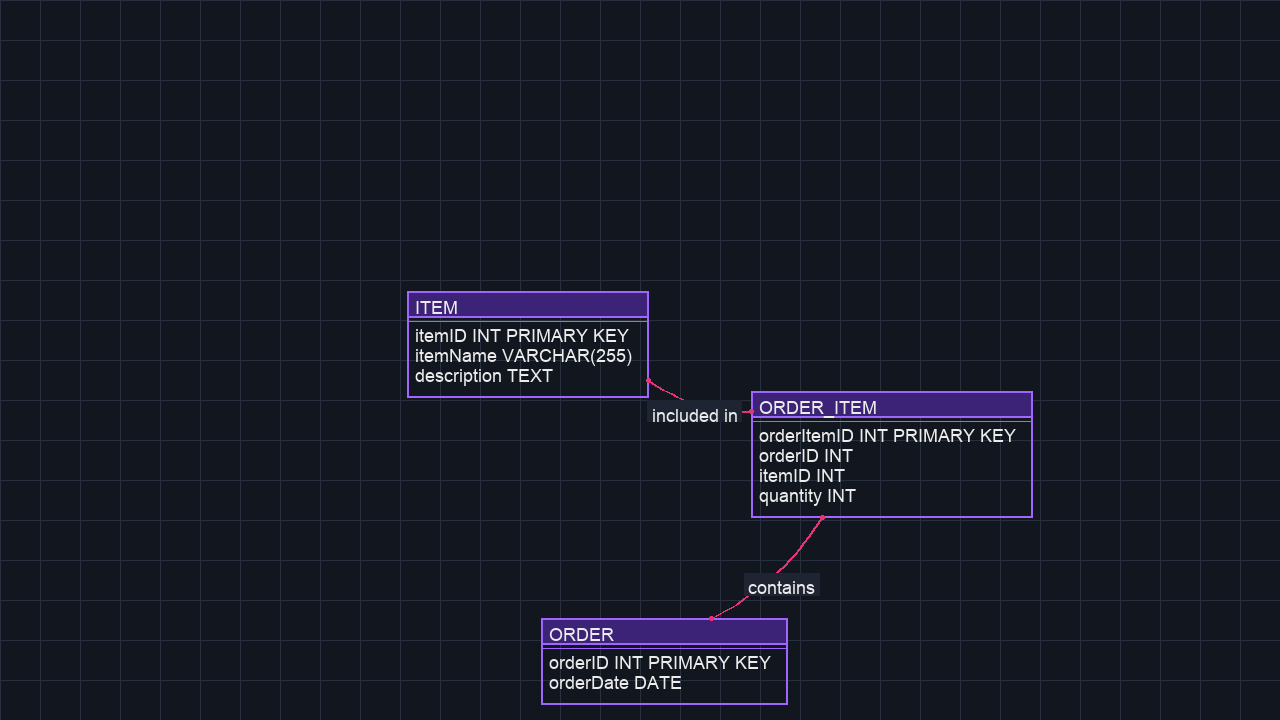 ITEM
itemID INT PRIMARY KEY
itemName VARCHAR(255)
description TEXT
included in
ORDER_ITEM
orderItemID INT PRIMARY KEY
orderID INT
itemID INT
quantity INT
contains
ORDER
orderID INT PRIMARY KEY
orderDate DATE